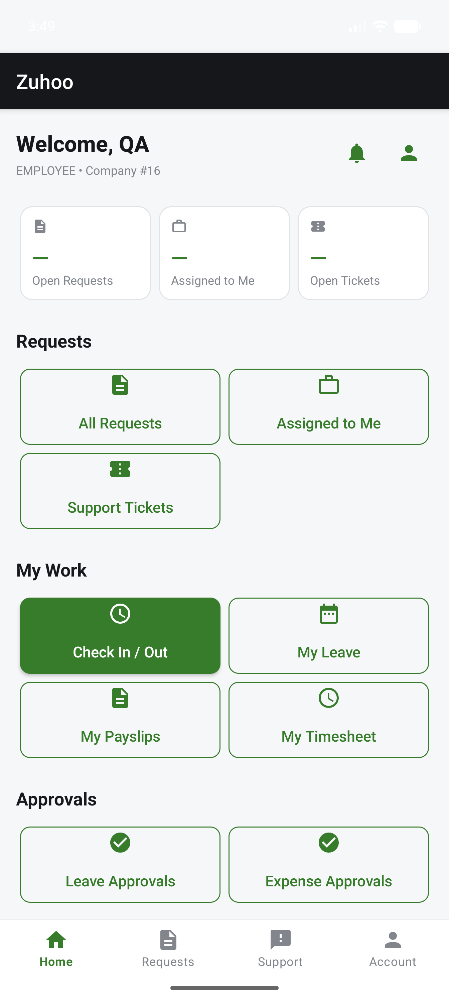 3:49
Zuhoo
Welcome, QA
EMPLOYEE • Company #16
— — —
Open Requests Assigned to Me Open Tickets
Requests
All Requests Assigned to Me
Support Tickets
My Work
Check In / Out My Leave
My Payslips My Timesheet
Approvals
Leave Approvals Expense Approvals
Home Requests Support Account